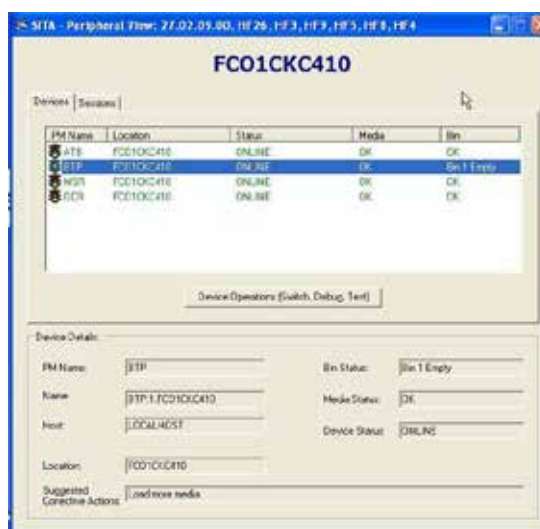 SITA - Peripheral View: 27.02.05.00, HF26, HF3, HF9, HF5, HF8, HF4
FCO1CKC410
Devices Sessions
PM Name Location Status Media Bin
ATB FCO1CKC410 ONLINE OK OK
BTP FCO1CKC410 ONLINE OK Bin 1 Empty
MSR FCO1CKC410 ONLINE OK OK
OCR FCO1CKC410 ONLINE OK OK
Device Operations (Switch, Debug, Test)
Device Details:
PM Name: BTP Bin Status: Bin 1 Empty
Name BTP:1.FCO1CKC410 Media Status: OK
Host: LOCALHOST Device Status: ONLINE
Location: FCO1CKC410
Suggested
Corrective Actions: Load more media